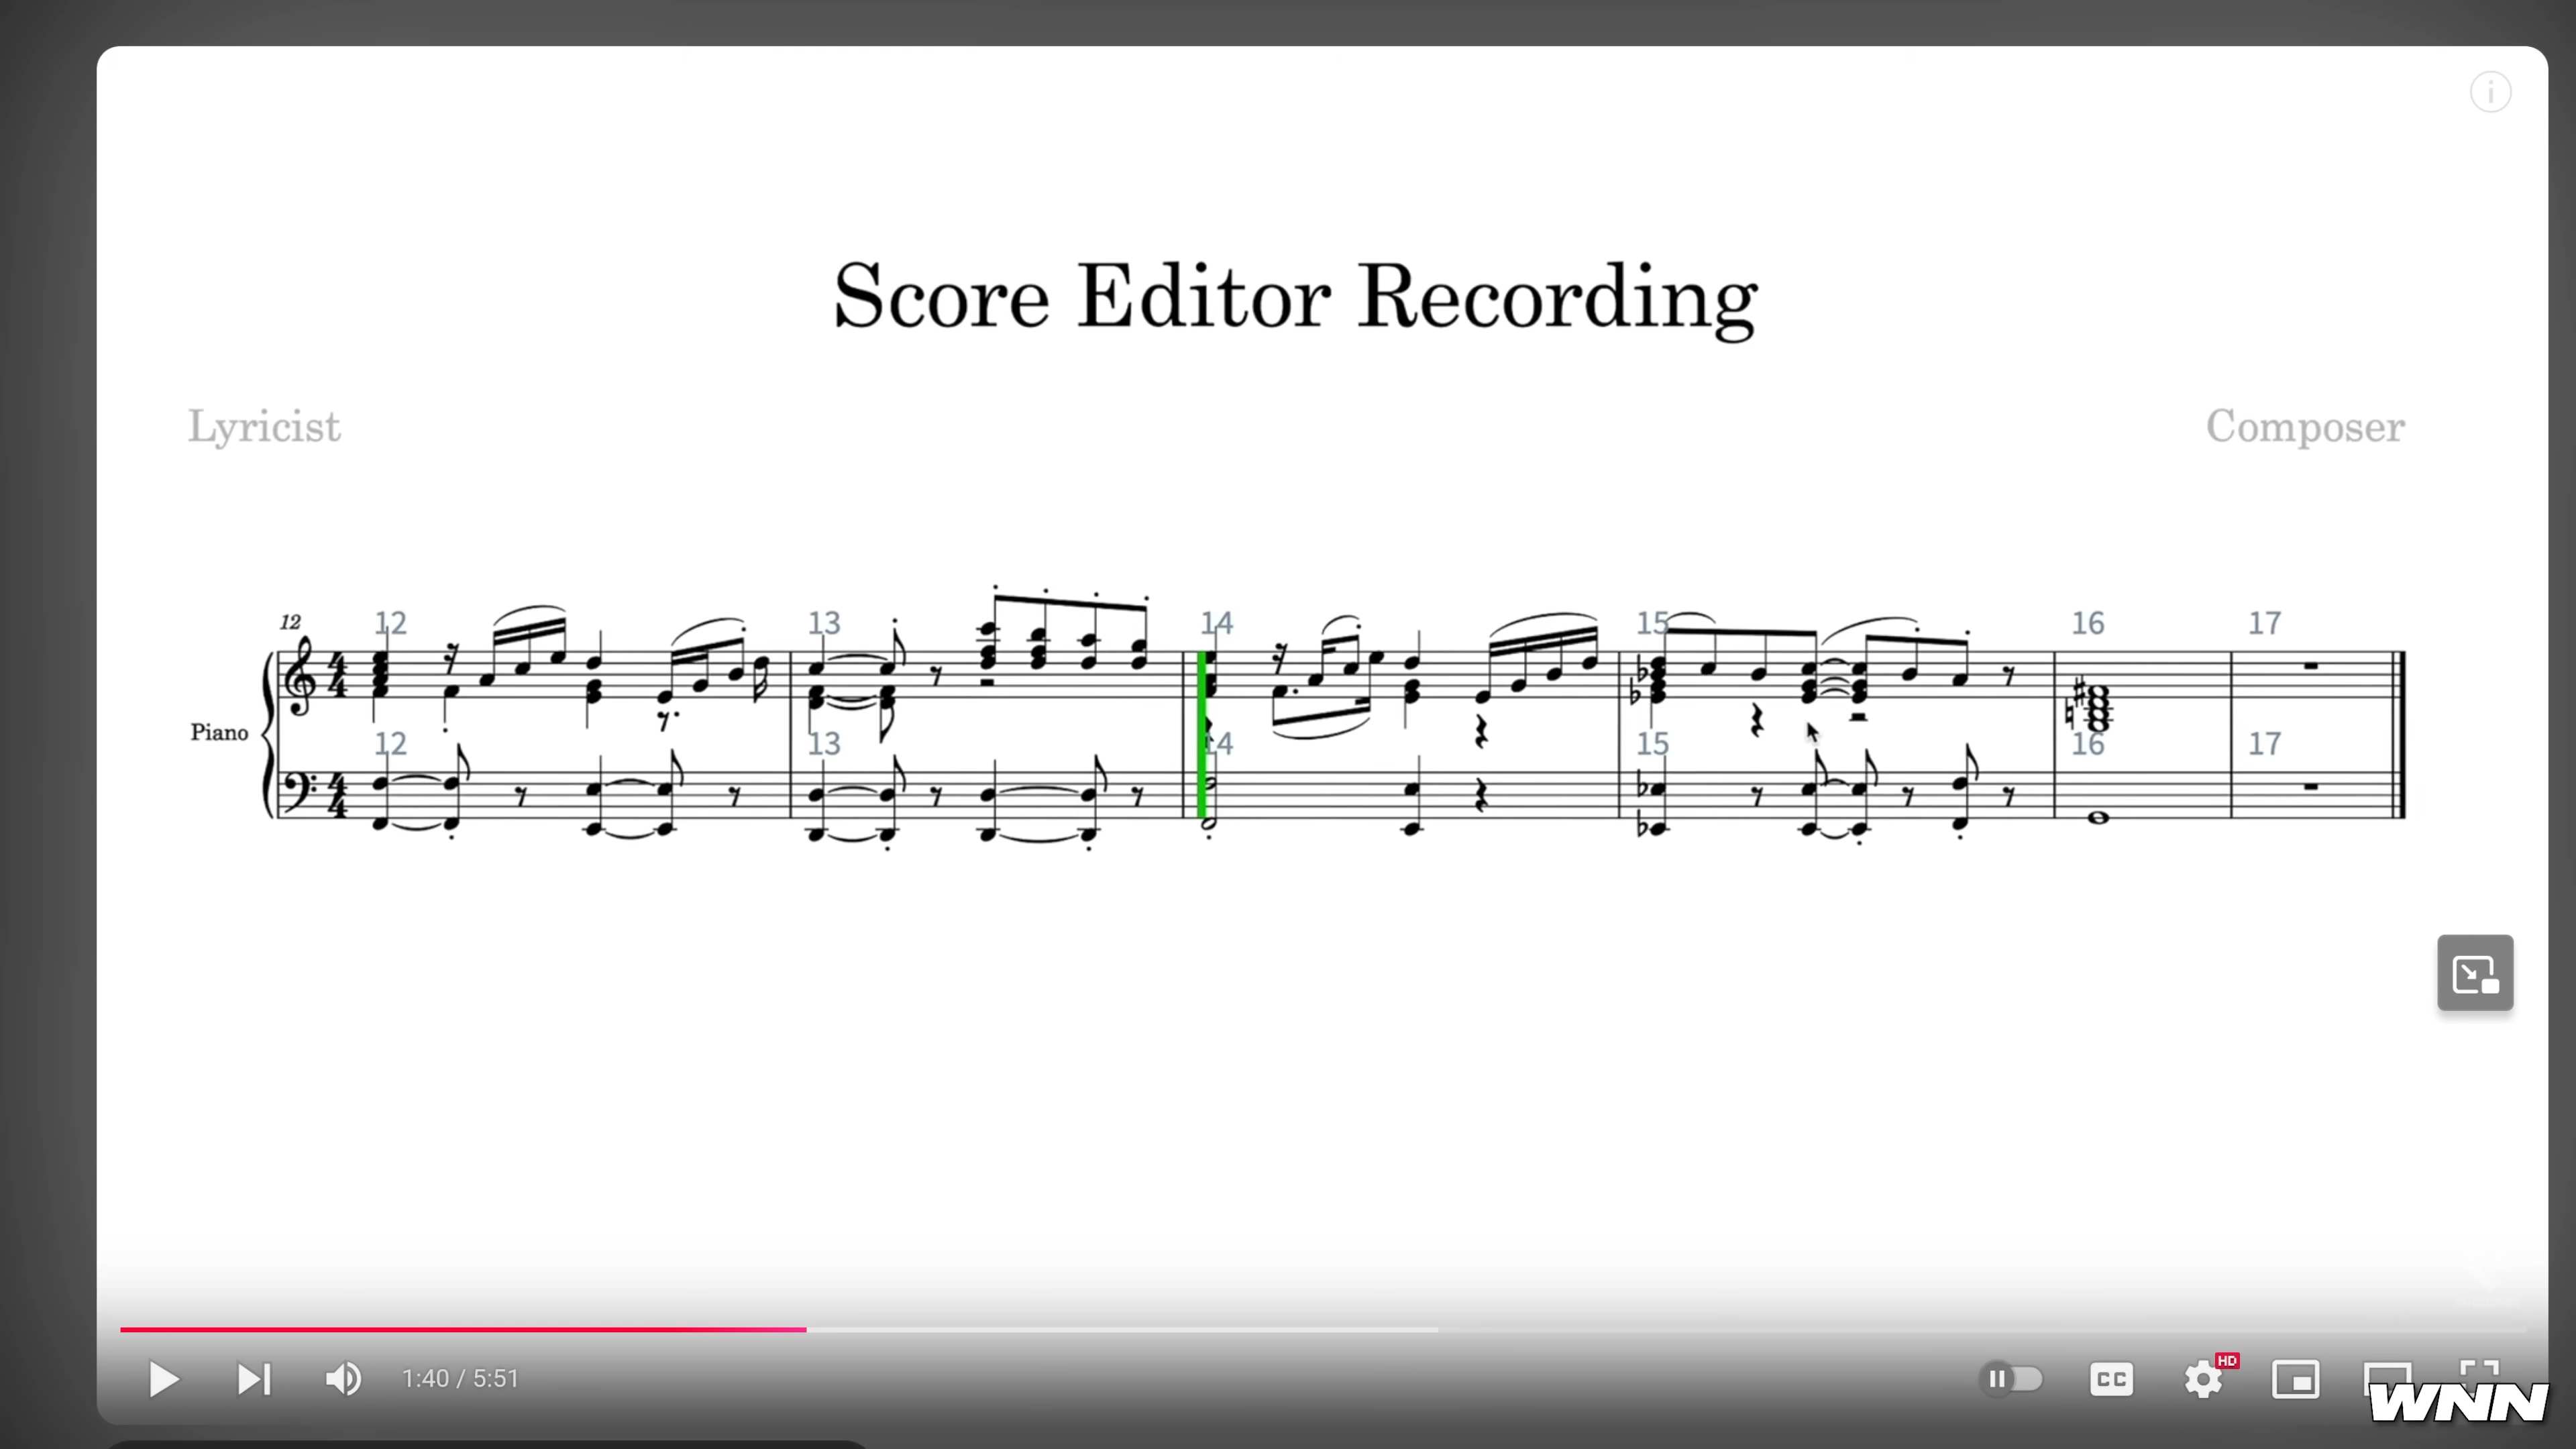 Score Editor Recording
Lyricist
Composer
12
12 13 14 15 16 17
Piano
12 13 14 15 16 17
1:40 / 5:51
CC
HD
WNN